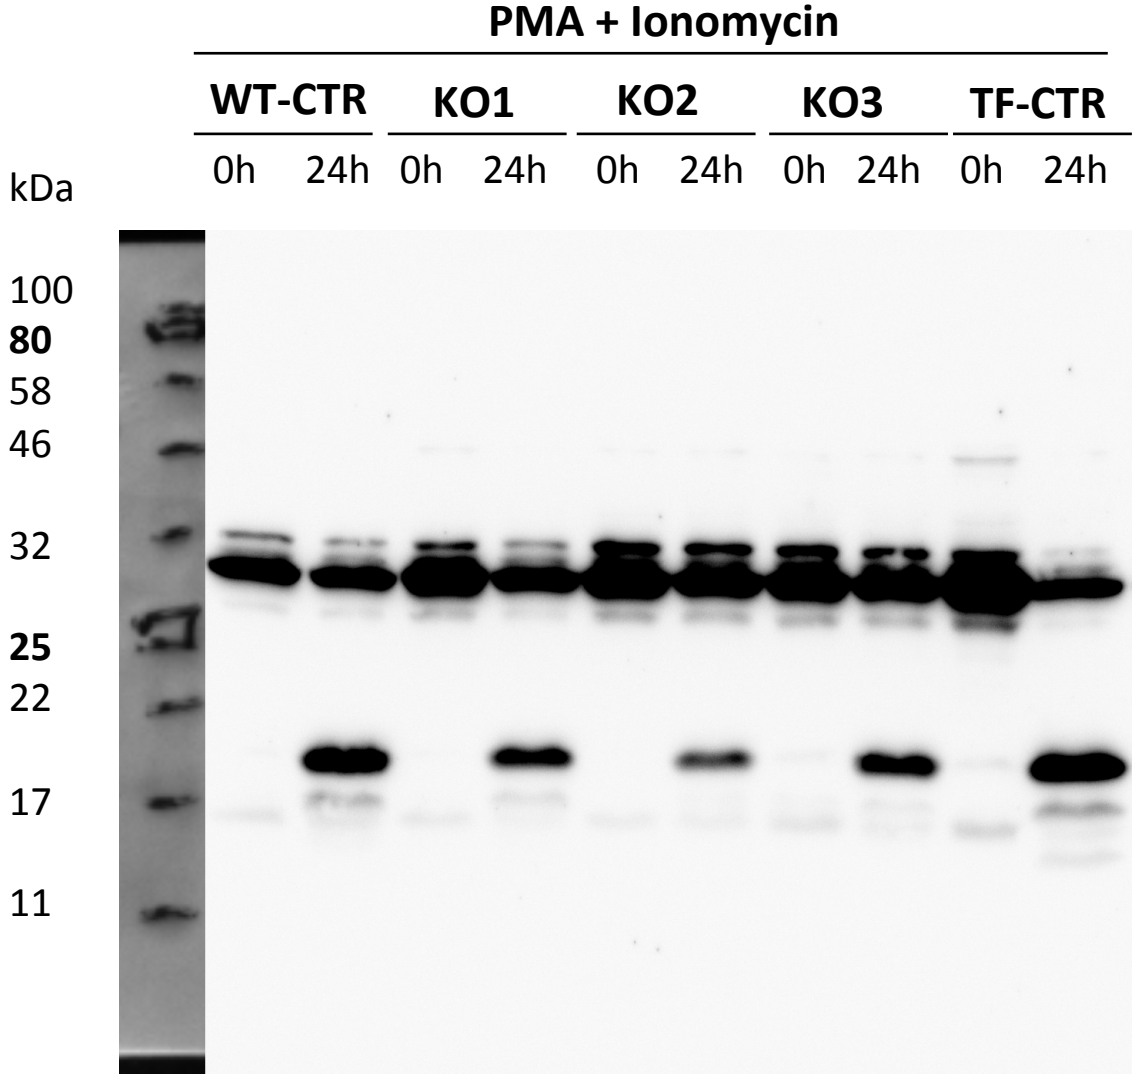 PMA + Ionomycin
WT-CTR KO1 KO2 KO3 TF-CTR
0h 24h 0h 24h 0h 24h 0h 24h 0h 24h
kDa
100
80
58
46
32
25
22
17
11